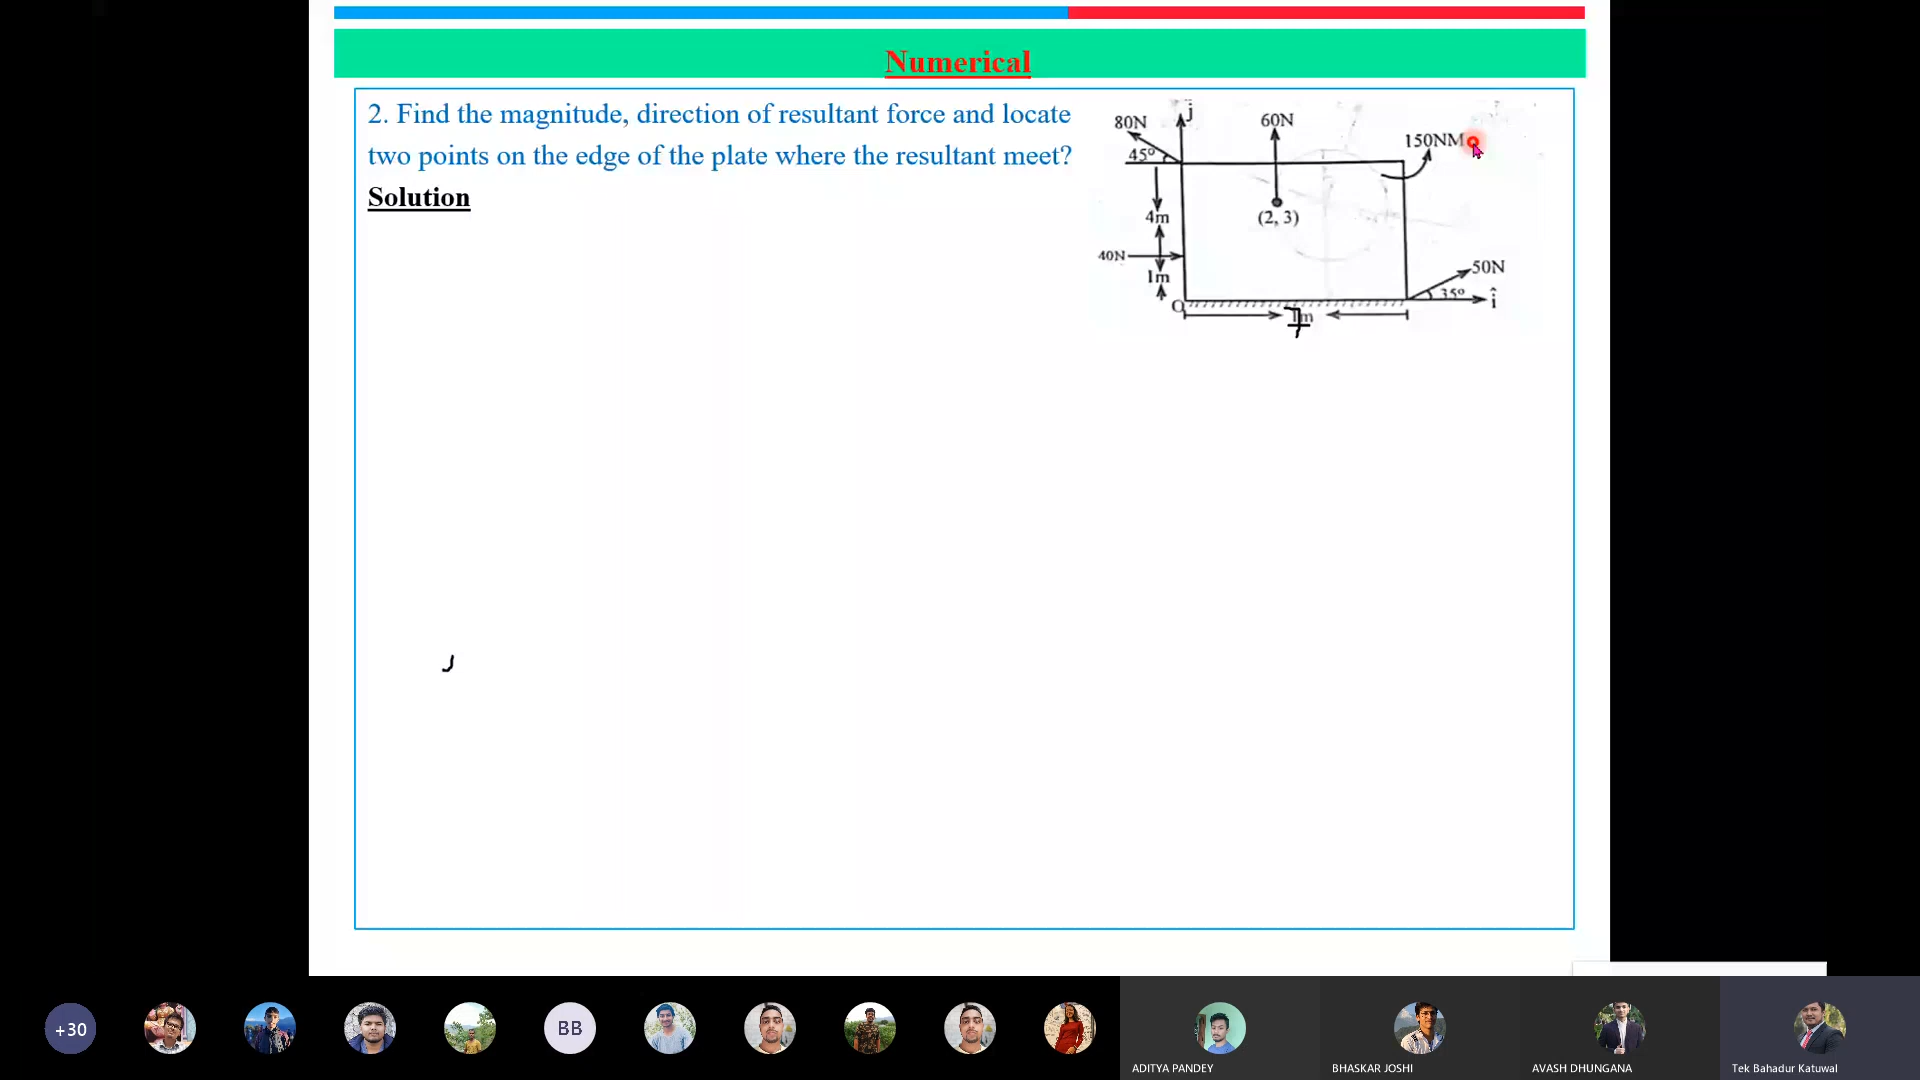 Numerical
2. Find the magnitude, direction of resultant force and locate
two points on the edge of the plate where the resultant meet?
Solution
80N
j
60N
150NM
45°
4m
(2, 3)
40N
1m
50N
35°
î
O
7m
+30
BB
ADITYA PANDEY
BHASKAR JOSHI
AVASH DHUNGANA
Tek Bahadur Katuwal